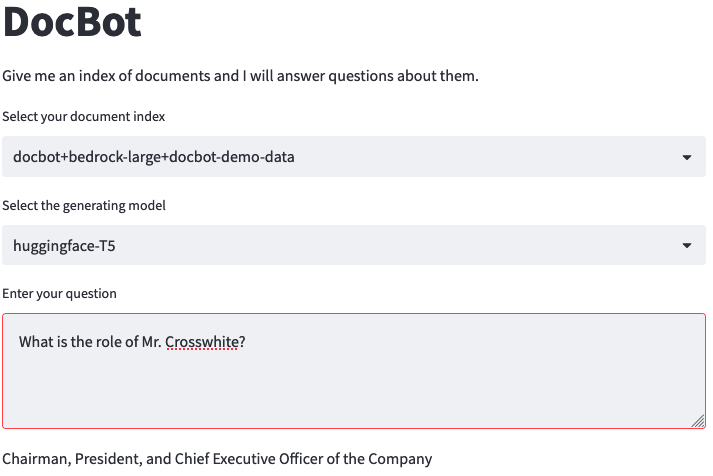 DocBot
Give me an index of documents and I will answer questions about them.
Select your document index
docbot+bedrock-large+docbot-demo-data
Select the generating model
huggingface-T5
Enter your question
What is the role of Mr. Crosswhite?
Chairman, President, and Chief Executive Officer of the Company